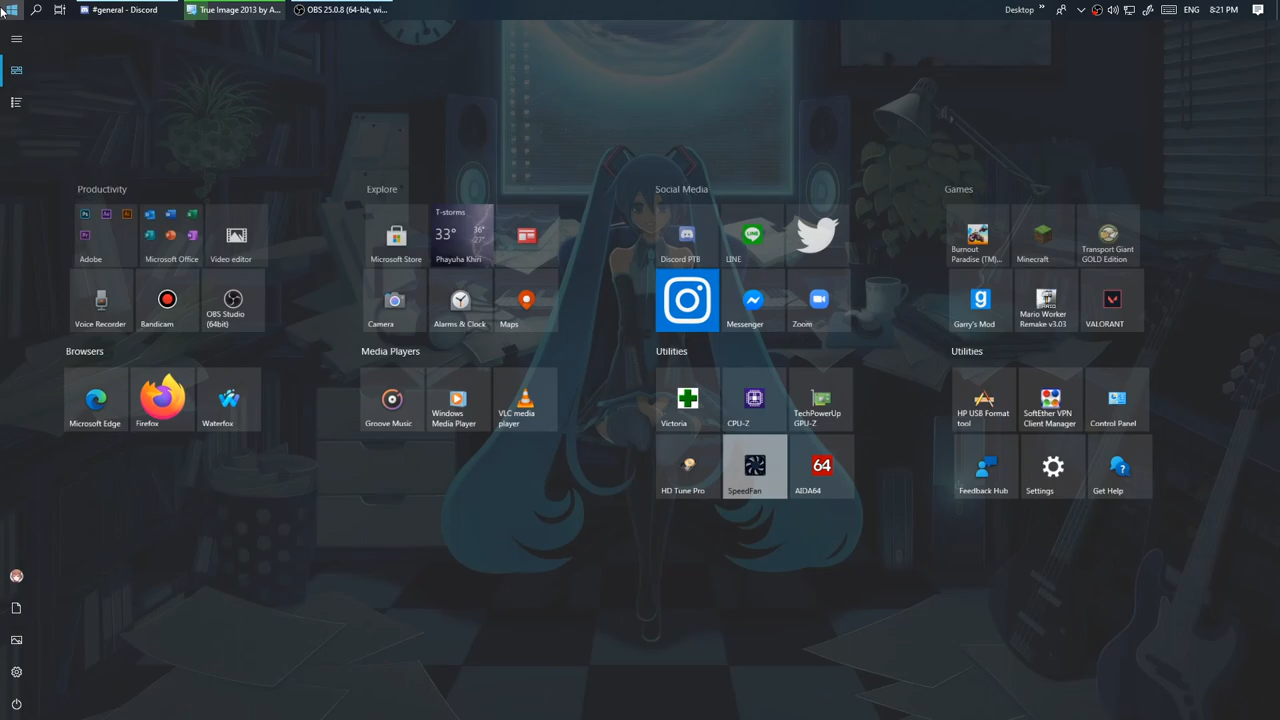 #general - Discord
True Image 2013 by A...
OBS 25.0.8 (64-bit, wi...
Desktop
ENG
8:21 PM
Productivity
Adobe
Microsoft Office
Video editor
Voice Recorder
Bandicam
OBS Studio
(64bit)
Explore
Microsoft Store
T-storms
33°
36°
27°
Phayuha Khiri
Camera
Alarms & Clock
Maps
Social Media
Discord PTB
LINE
LINE
Messenger
Zoom
Games
Burnout
Paradise (TM)...
Minecraft
Transport Giant
GOLD Edition
g
Garry's Mod
Mario Worker
Remake v3.03
VALORANT
Browsers
Microsoft Edge
Firefox
Waterfox
Media Players
Groove Music
Windows
Media Player
VLC media
player
Utilities
Victoria
CPU-Z
TechPowerUp
GPU-Z
HD Tune Pro
SpeedFan
64
AIDA64
Utilities
HP USB Format
tool
SoftEther VPN
Client Manager
Control Panel
Feedback Hub
Settings
Get Help